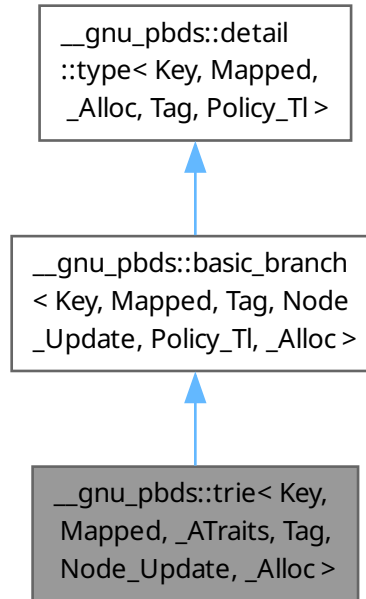 __gnu_pbds::detail
::type< Key, Mapped,
_Alloc, Tag, Policy_Tl >
__gnu_pbds::basic_branch
< Key, Mapped, Tag, Node
_Update, Policy_Tl, _Alloc >
__gnu_pbds::trie< Key,
Mapped, _ATraits, Tag,
Node_Update, _Alloc >